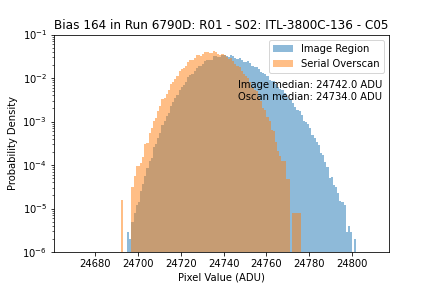 Bias 164 in Run 6790D: R01 - S02: ITL-3800C-136 - C05
Image Region
Serial Overscan
Image median: 24742.0 ADU
Oscan median: 24734.0 ADU
Probability Density
10⁻¹
10⁻²
10⁻³
10⁻⁴
10⁻⁵
10⁻⁶
24680 24700 24720 24740 24760 24780 24800
Pixel Value (ADU)